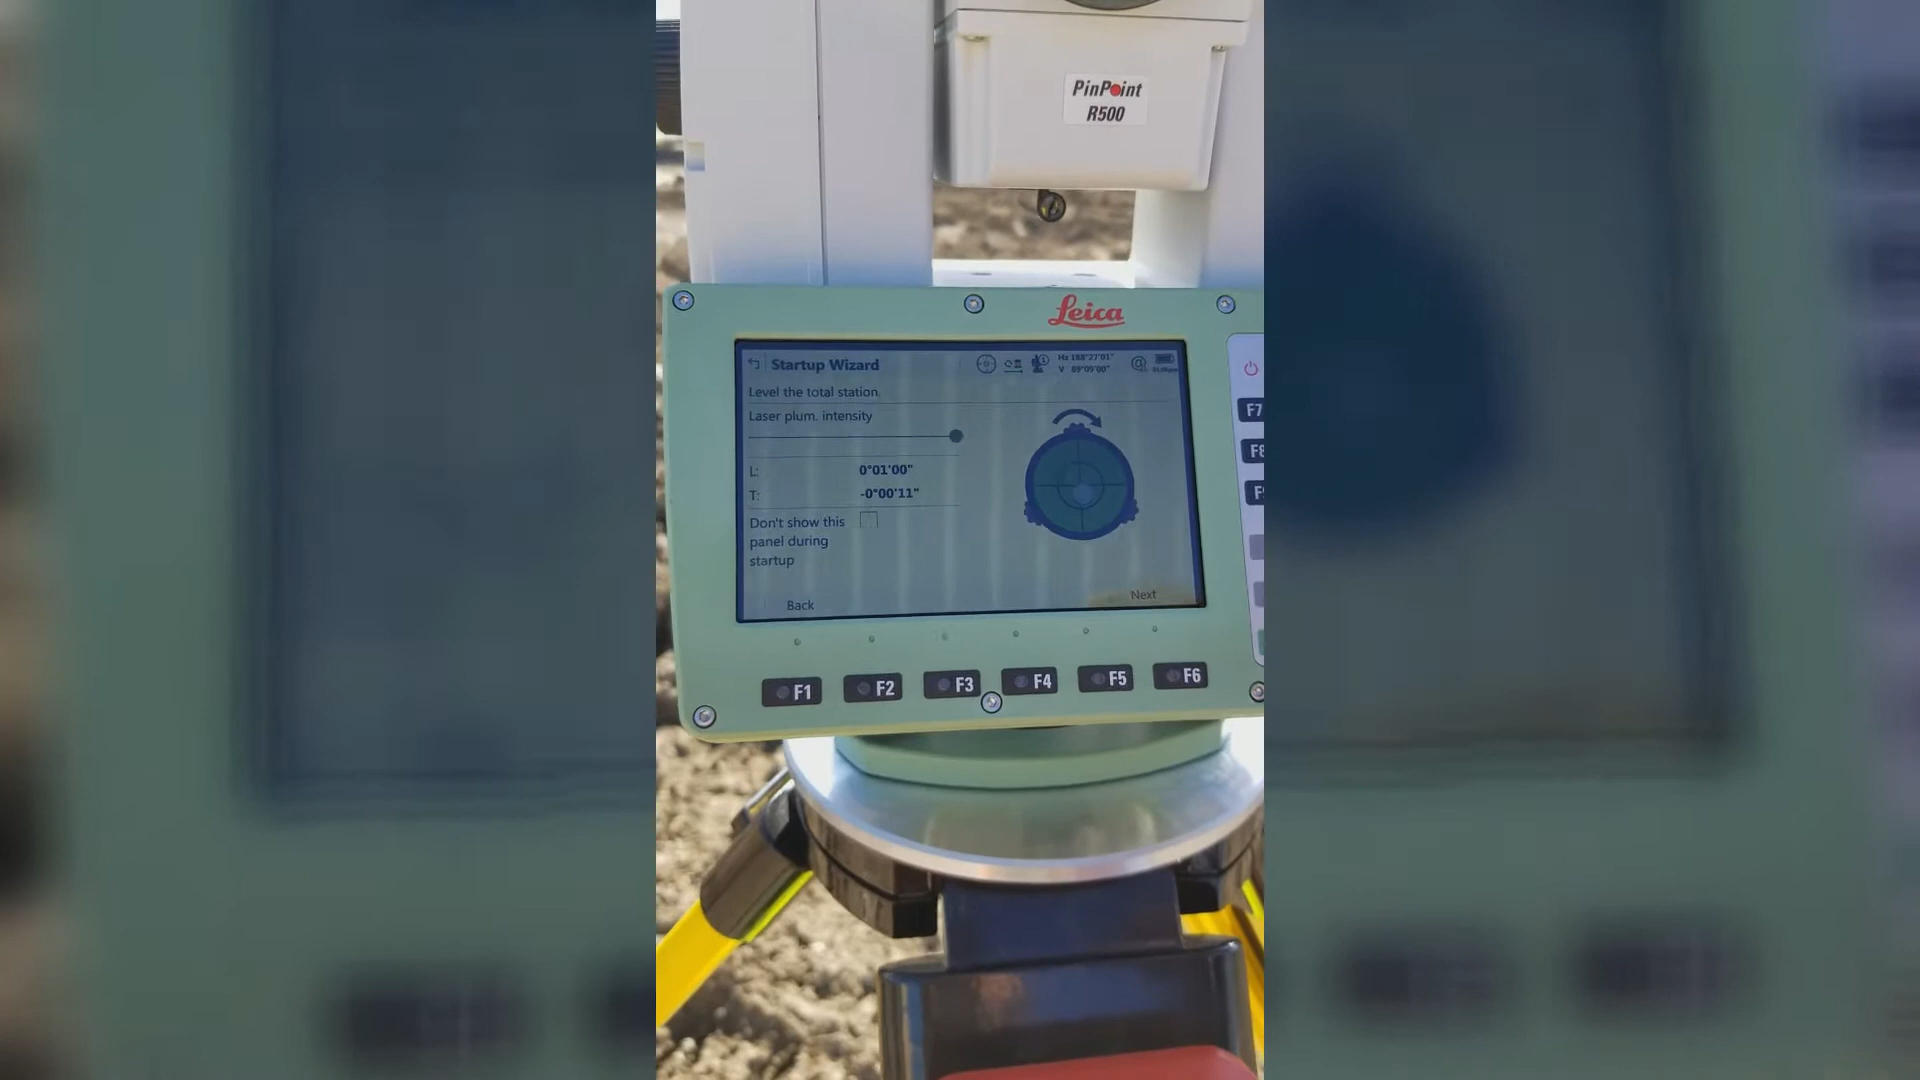 PinPoint
R500
Leica
Startup Wizard
Hz 188°27'01"
V 89°09'00"
Level the total station.
Laser plum. intensity
L: 0°01'00"
T: -0°00'11"
Don't show this
panel during
startup
Back
Next
F7
F8
F1
F2
F3
F4
F5
F6